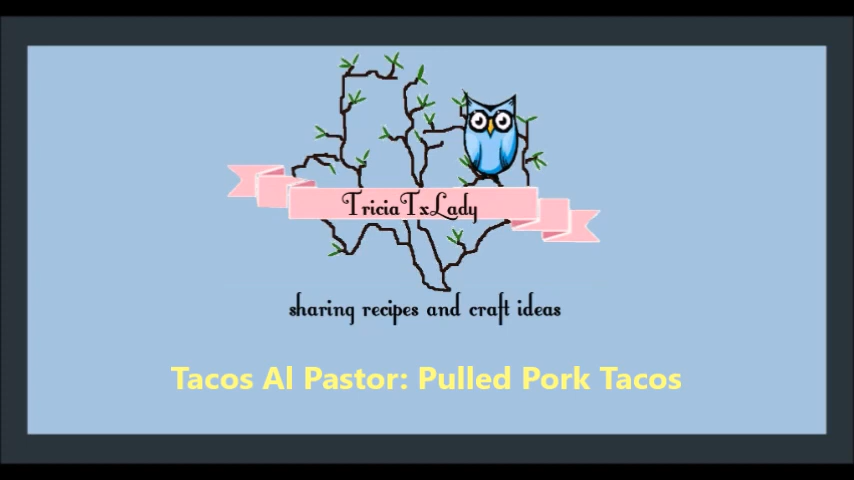 TriciaTxLady
sharing recipes and craft ideas
Tacos Al Pastor: Pulled Pork Tacos